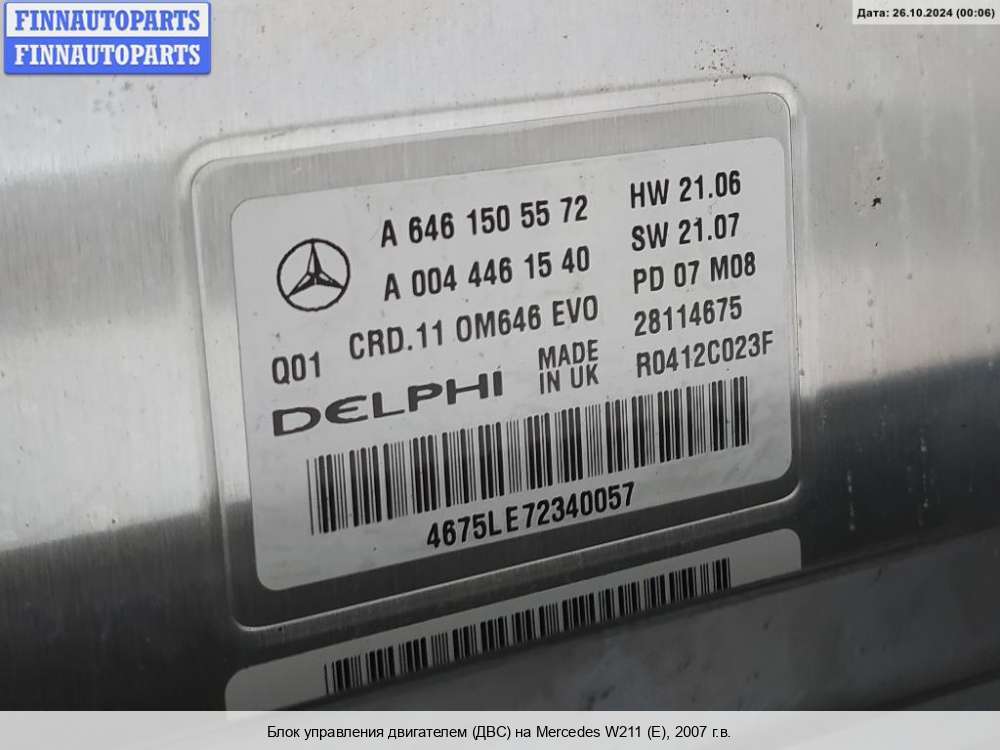 FINNAUTOPARTS
FINNAUTOPARTS
Дата: 26.10.2024 (00:06)
A 646 150 55 72
A 004 446 15 40
Q01 CRD.11 OM646 EVO
DELPHI
MADE
IN UK
HW 21.06
SW 21.07
PD 07 M08
28114675
R0412C023F
4675LE72340057
Блок управления двигателем (ДВС) на Mercedes W211 (E), 2007 г.в.